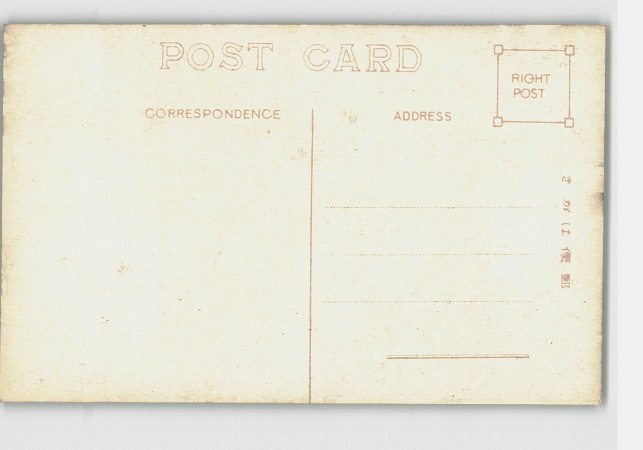 POST CARD
RIGHT
POST
CORRESPONDENCE
ADDRESS
郵便はがき